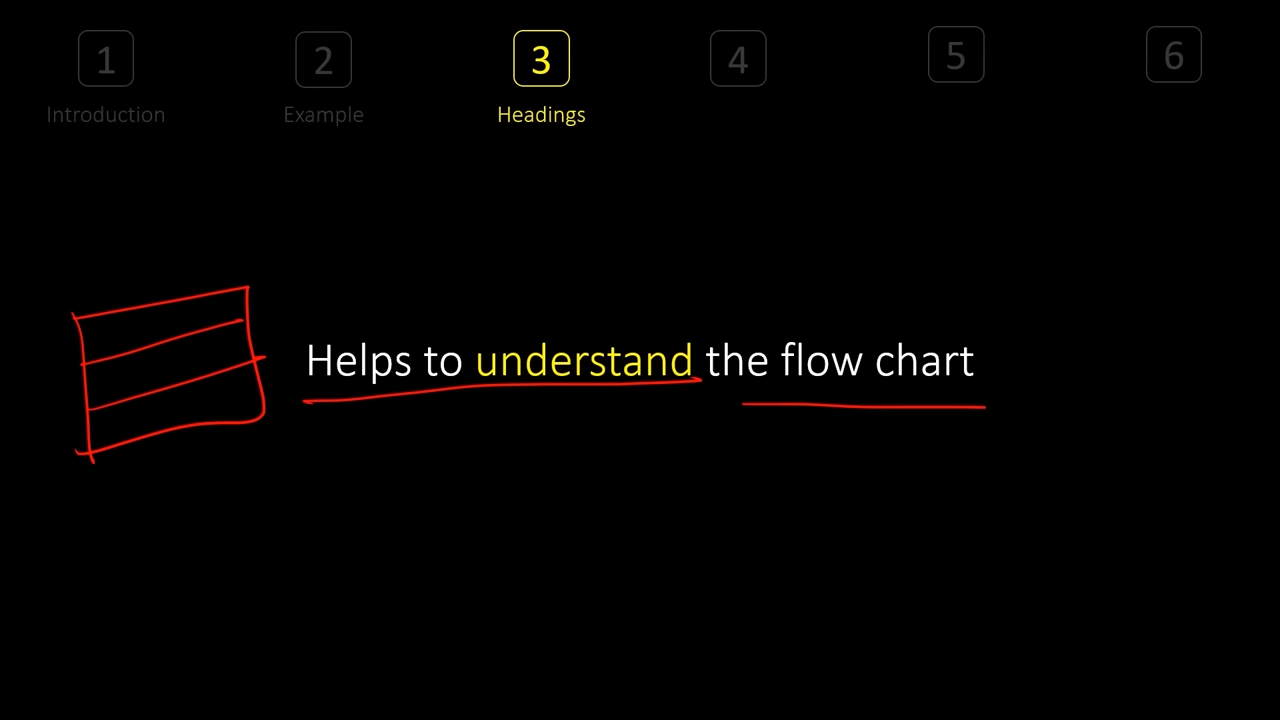 1 2 3 4 5 6
Introduction Example Headings
Helps to understand the flow chart